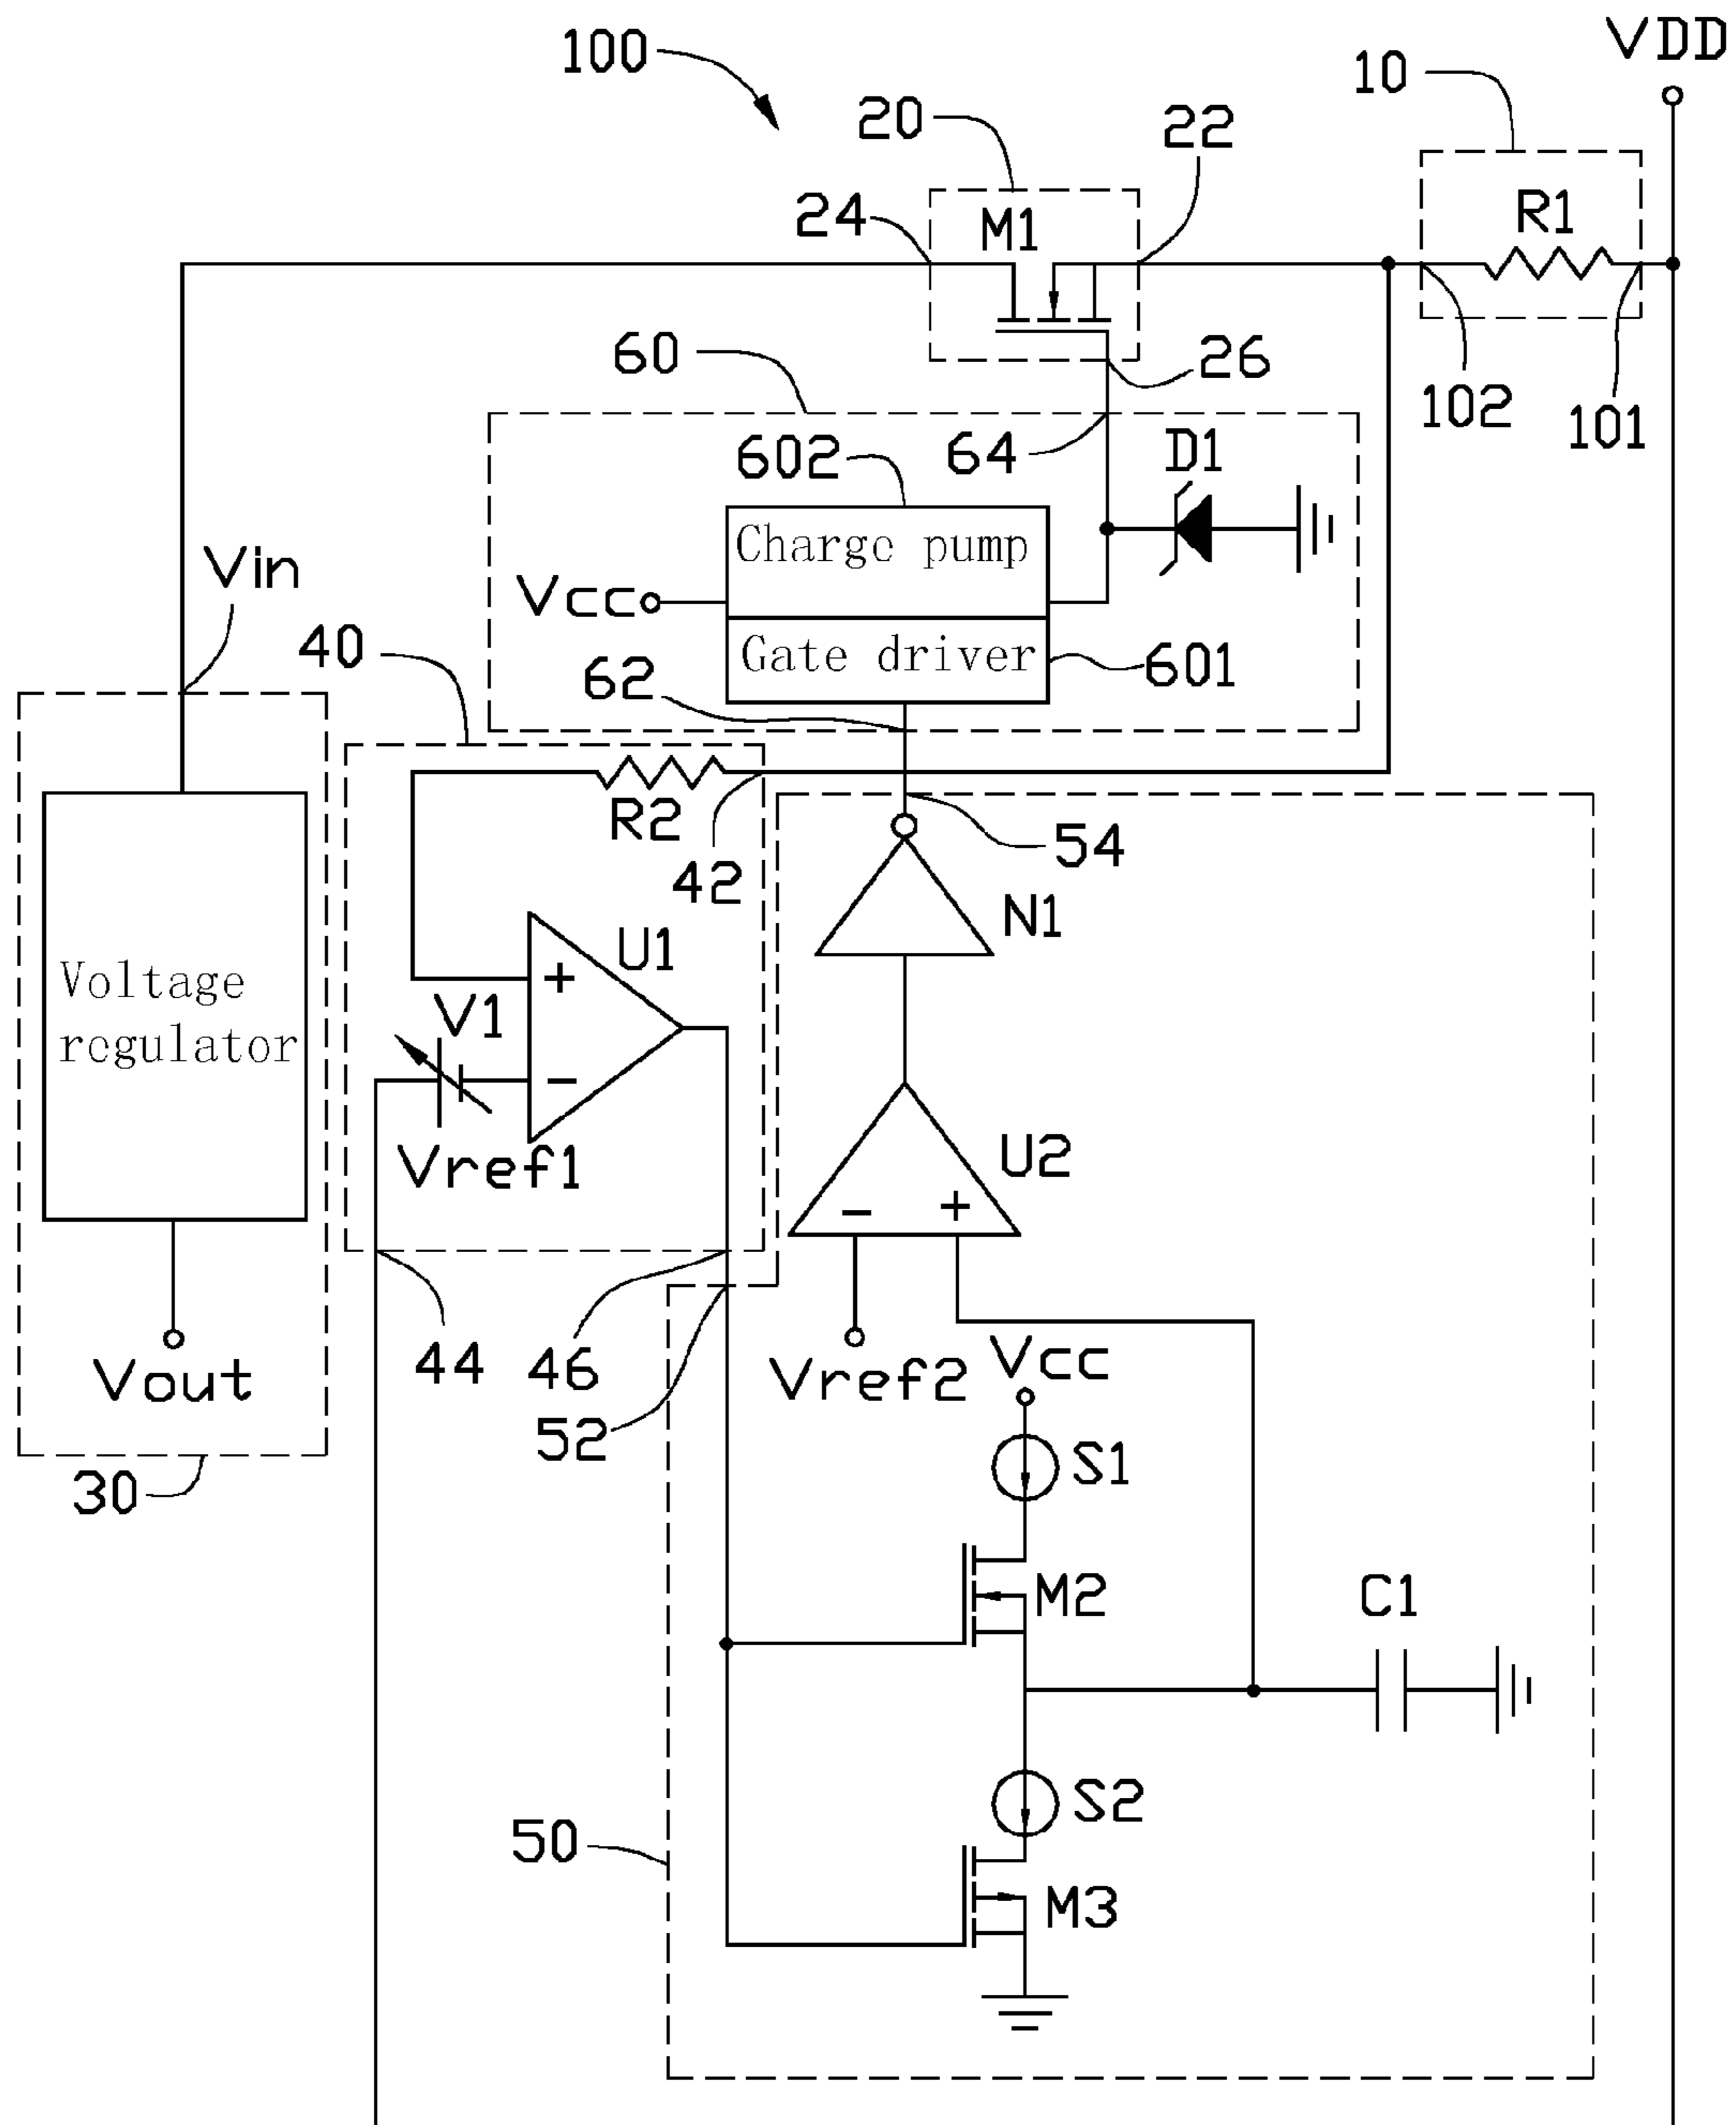 100
VDD
10
20
22
R1
24
M1
60
26
102
101
64
D1
602
Charge pump
Vin
Vcc
40
Gate driver
601
62
R2
54
42
N1
U1
V1
Voltage
regulator
Vref1
U2
Vout
44
46
Vref2
Vcc
52
S1
30
M2
C1
S2
50
M3